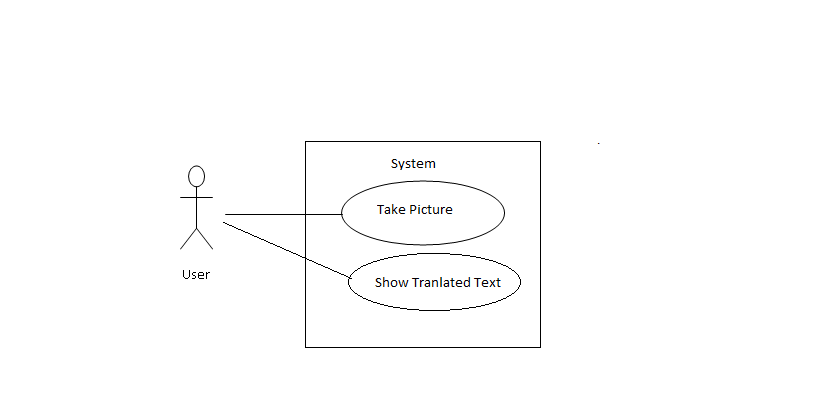 System
Take Picture
Show Tranlated Text
User